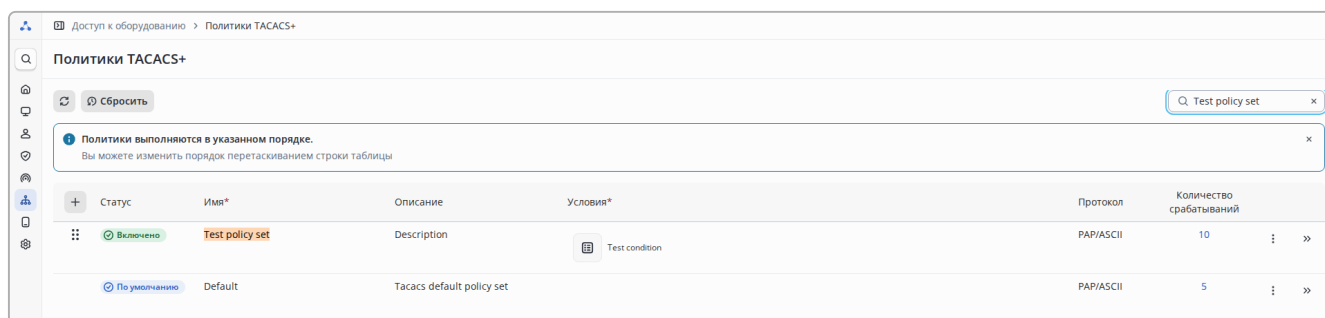 Доступ к оборудованию > Политики TACACS+
Политики TACACS+
Сбросить
Test policy set ×
Политики выполняются в указанном порядке. ×
Вы можете изменить порядок перетаскиванием строки таблицы
+ Статус Имя* Описание Условия* Протокол Количество срабатываний
Включено Test policy set Description Test condition PAP/ASCII 10
По умолчанию Default Tacacs default policy set PAP/ASCII 5